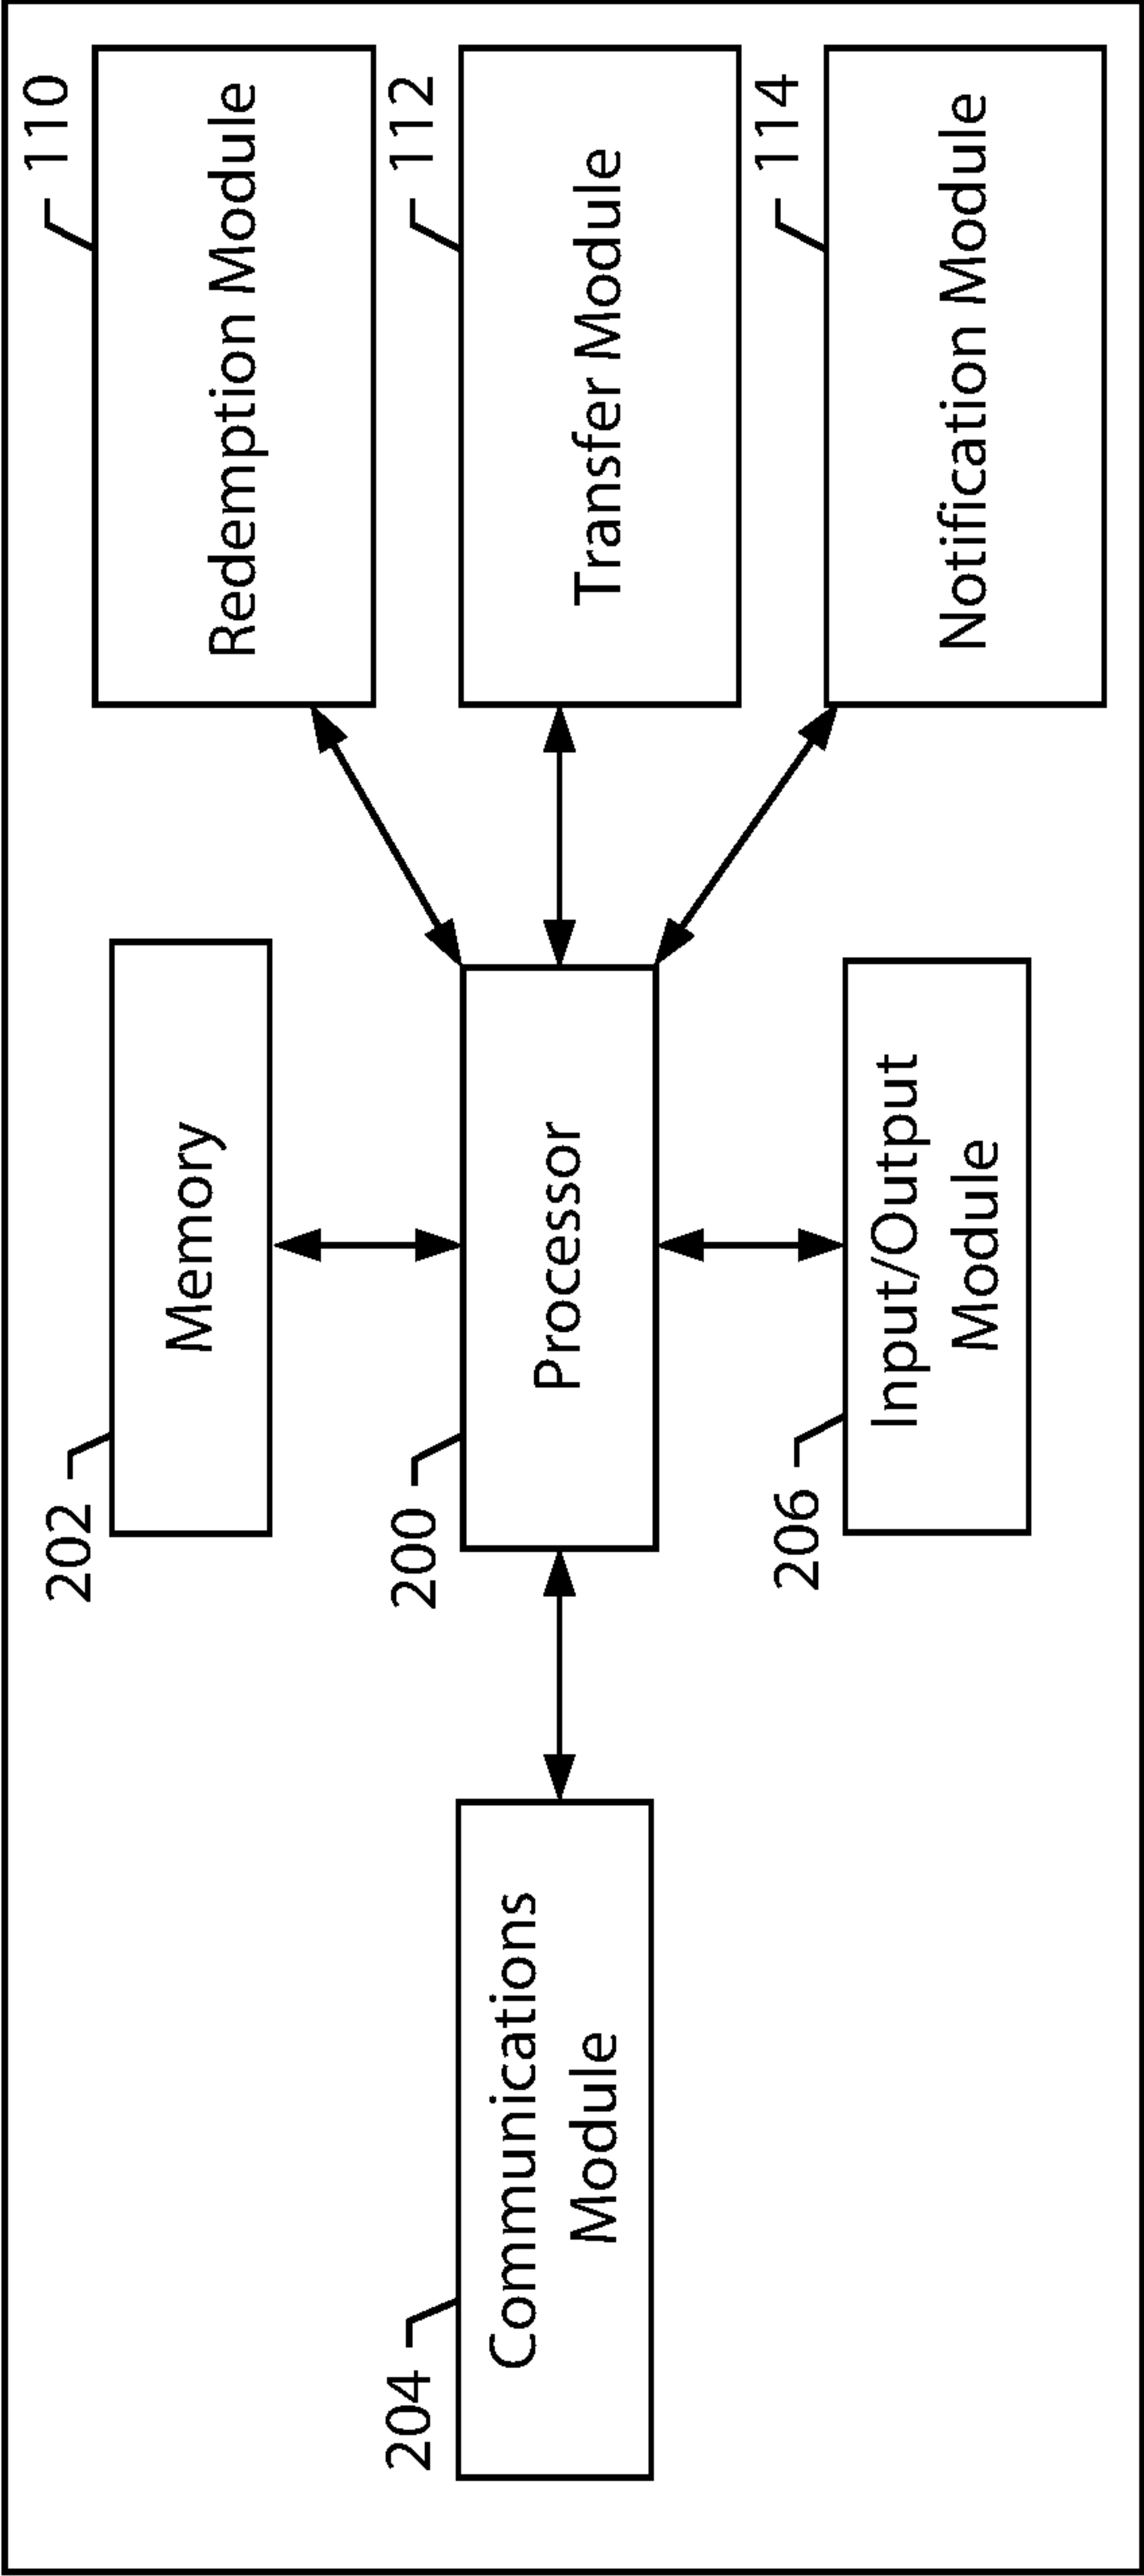 202
Memory
110
Redemption Module
204
Communications
Module
200
Processor
112
Transfer Module
206
Input/Output
Module
114
Notification Module